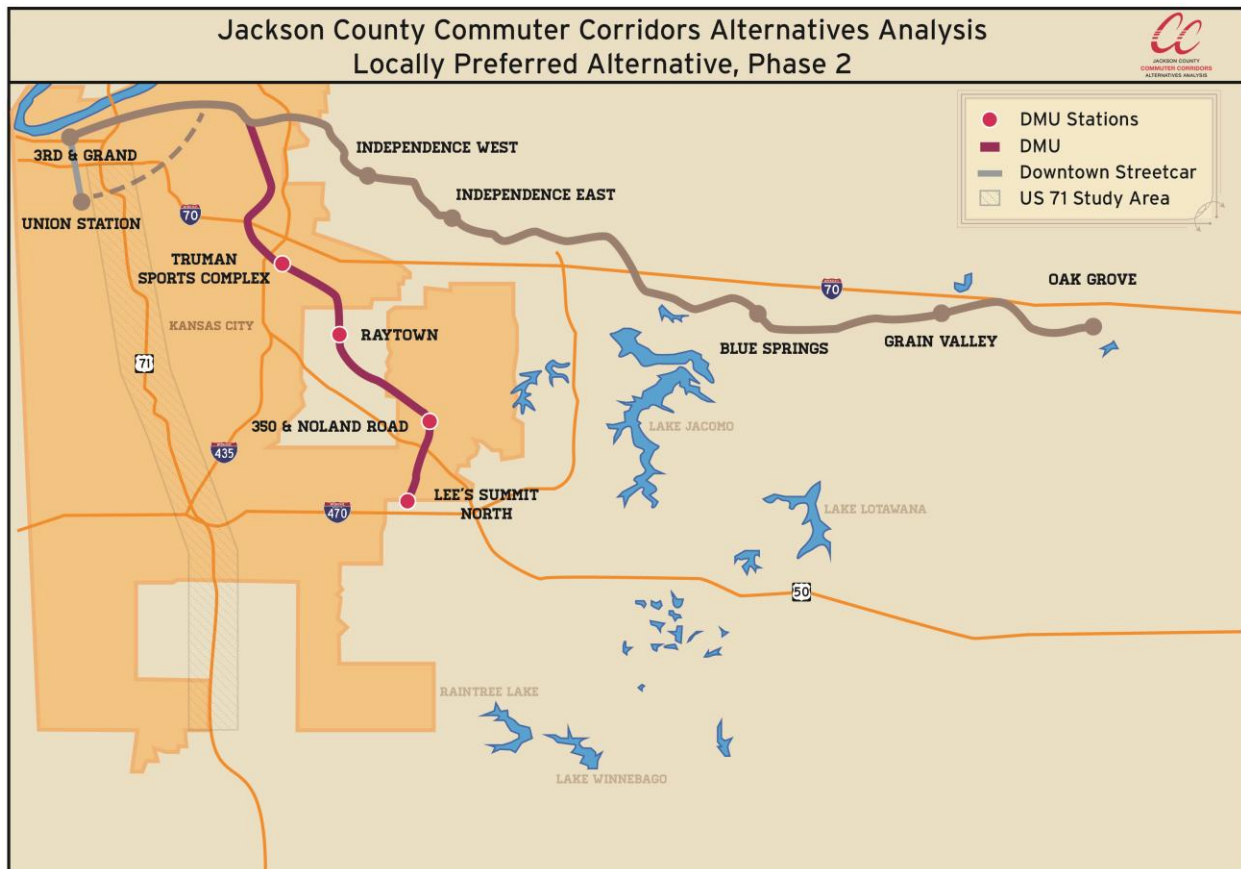 Jackson County Commuter Corridors Alternatives Analysis
Locally Preferred Alternative, Phase 2
CC
JACKSON COUNTY
COMMUTER CORRIDORS
ALTERNATIVES ANALYSIS
DMU Stations
DMU
Downtown Streetcar
US 71 Study Area
3RD & GRAND
UNION STATION
INDEPENDENCE WEST
INDEPENDENCE EAST
70
TRUMAN
SPORTS COMPLEX
KANSAS CITY
RAYTOWN
71
70
OAK GROVE
BLUE SPRINGS
GRAIN VALLEY
350 & NOLAND ROAD
LAKE JACOMO
435
LEE'S SUMMIT
NORTH
470
LAKE LOTAWANA
50
RAINTREE LAKE
LAKE WINNEBAGO